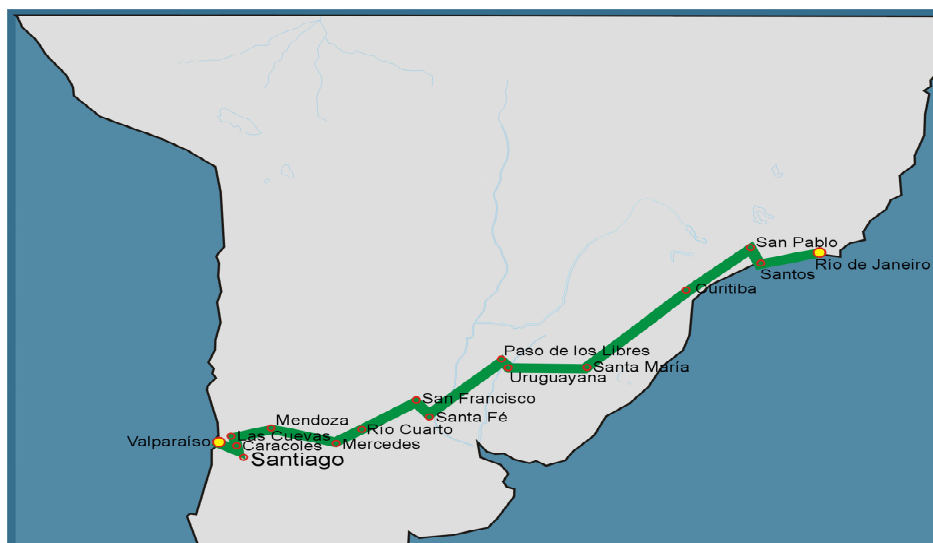 San Pablo
Santos
Rio de Janeiro
Curitiba
Paso de los Libres
Uruguayana
Santa María
San Francisco
Santa Fé
Mendoza
Río Cuarto
Valparaíso
Las Cuevas
Caracoles
Mercedes
Santiago